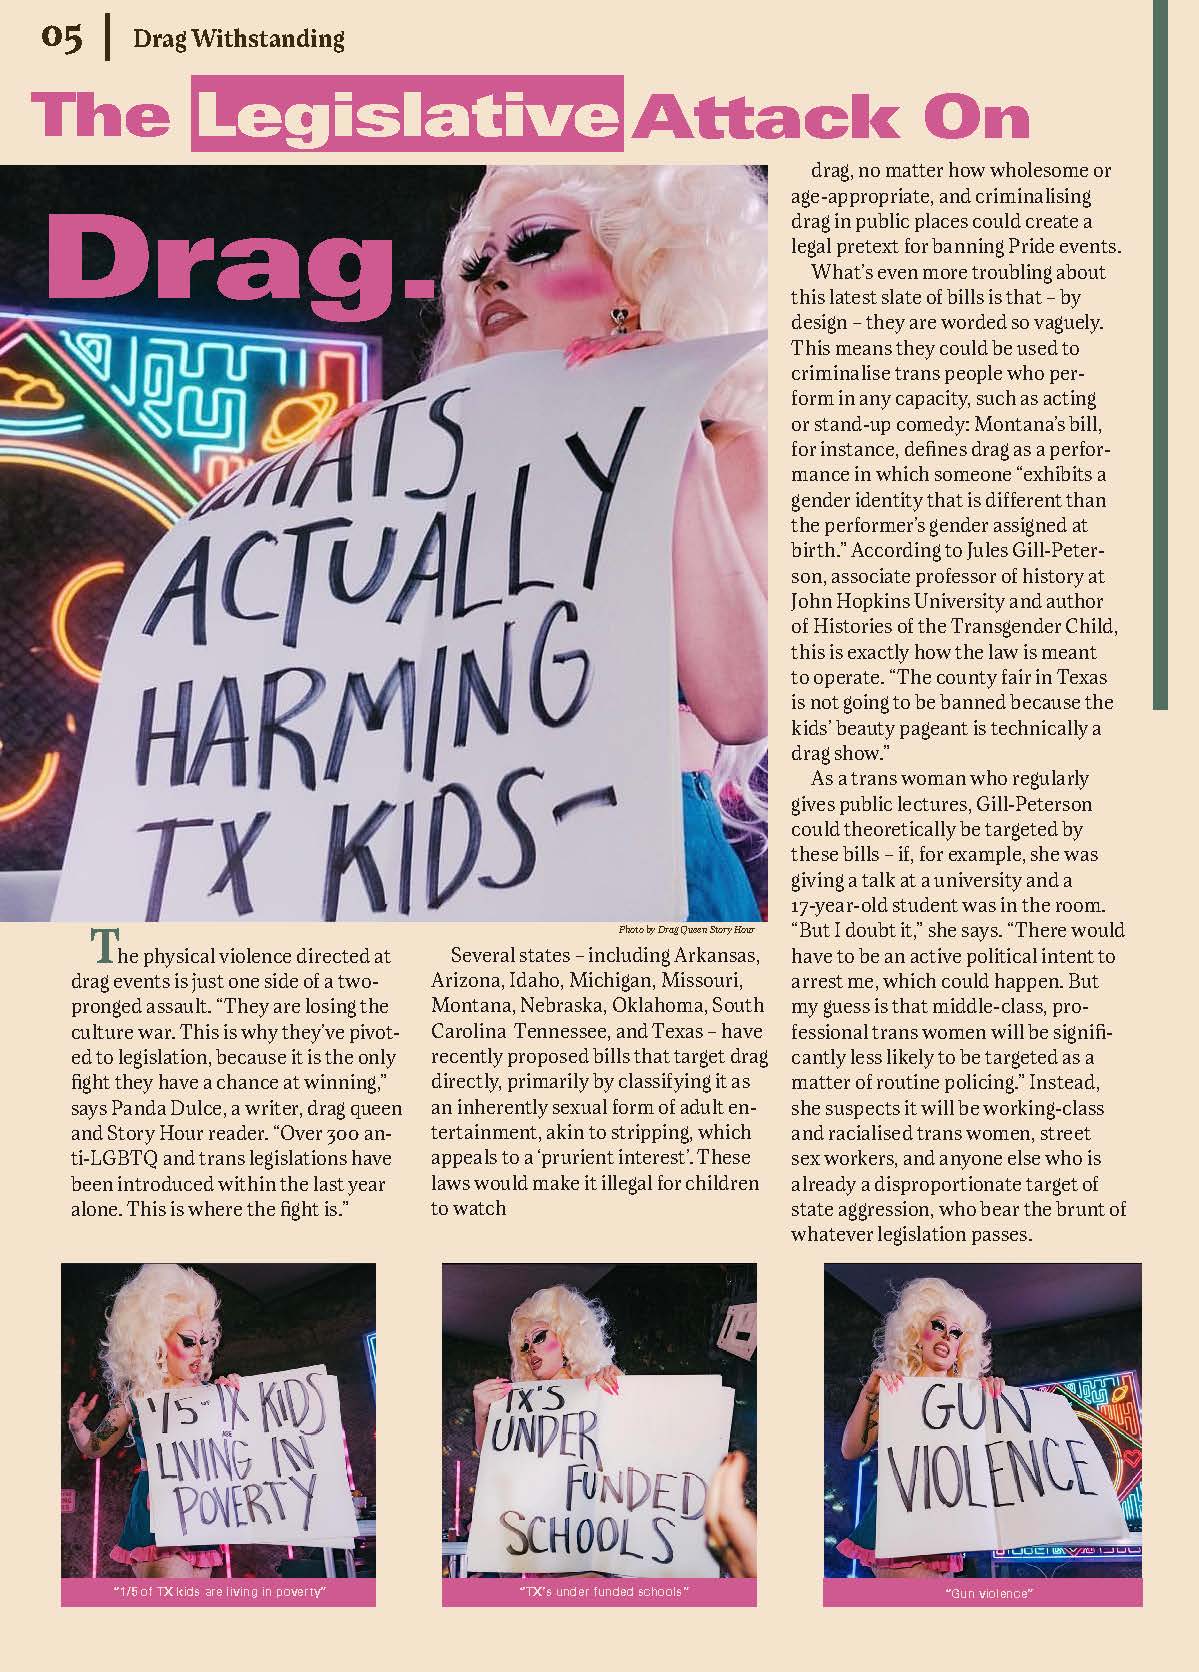 05 | Drag Withstanding
The Legislative Attack On
Drag.
WHATS
ACTUALLY
HARMING
TX KIDS-
Photo by Drag Queen Story Hour
The physical violence directed at
drag events is just one side of a two-
pronged assault. “They are losing the
culture war. This is why they’ve pivot-
ed to legislation, because it is the only
fight they have a chance at winning,”
says Panda Dulce, a writer, drag queen
and Story Hour reader. “Over 300 an-
ti-LGBTQ and trans legislations have
been introduced within the last year
alone. This is where the fight is.”
Several states – including Arkansas,
Arizona, Idaho, Michigan, Missouri,
Montana, Nebraska, Oklahoma, South
Carolina Tennessee, and Texas – have
recently proposed bills that target drag
directly, primarily by classifying it as
an inherently sexual form of adult en-
tertainment, akin to stripping, which
appeals to a ‘prurient interest’. These
laws would make it illegal for children
to watch
drag, no matter how wholesome or
age-appropriate, and criminalising
drag in public places could create a
legal pretext for banning Pride events.
What’s even more troubling about
this latest slate of bills is that – by
design – they are worded so vaguely.
This means they could be used to
criminalise trans people who per-
form in any capacity, such as acting
or stand-up comedy: Montana’s bill,
for instance, defines drag as a perfor-
mance in which someone “exhibits a
gender identity that is different than
the performer’s gender assigned at
birth.” According to Jules Gill-Peter-
son, associate professor of history at
John Hopkins University and author
of Histories of the Transgender Child,
this is exactly how the law is meant
to operate. “The county fair in Texas
is not going to be banned because the
kids’ beauty pageant is technically a
drag show.”
As a trans woman who regularly
gives public lectures, Gill-Peterson
could theoretically be targeted by
these bills – if, for example, she was
giving a talk at a university and a
17-year-old student was in the room.
“But I doubt it,” she says. “There would
have to be an active political intent to
arrest me, which could happen. But
my guess is that middle-class, pro-
fessional trans women will be signifi-
cantly less likely to be targeted as a
matter of routine policing.” Instead,
she suspects it will be working-class
and racialised trans women, street
sex workers, and anyone else who is
already a disproportionate target of
state aggression, who bear the brunt of
whatever legislation passes.
1/5 OF TX KIDS
ARE
LIVING IN
POVERTY
“1/5 of TX kids are living in poverty”
TX'S
UNDER
FUNDED
SCHOOLS
“TX’s under funded schools”
GUN
VIOLENCE
“Gun violence”